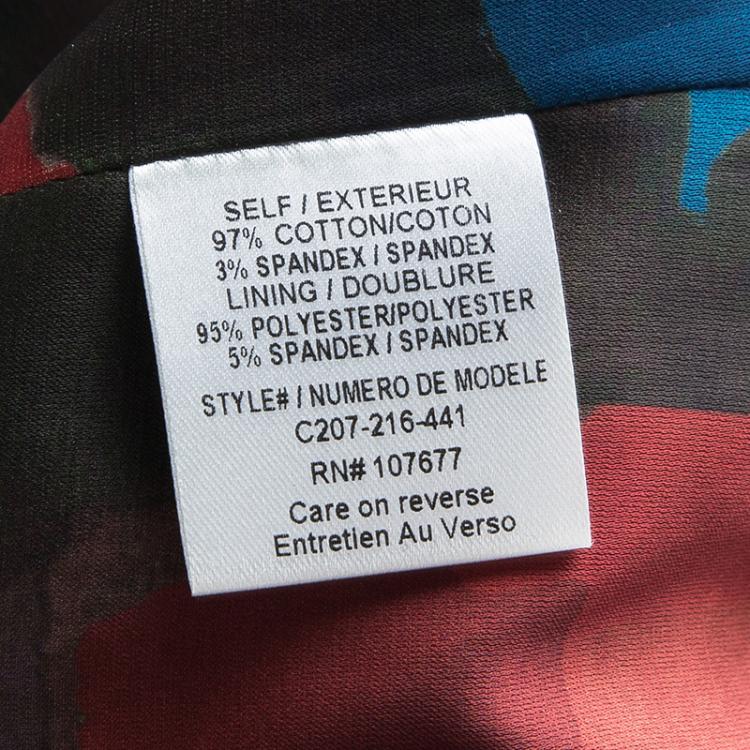 SELF / EXTERIEUR
97% COTTON/COTON
3% SPANDEX / SPANDEX
LINING / DOUBLURE
95% POLYESTER/POLYESTER
5% SPANDEX / SPANDEX
STYLE# / NUMERO DE MODELE
C207-216-441
RN# 107677
Care on reverse
Entretien Au Verso